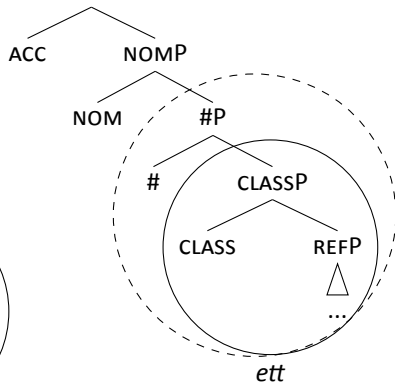 ACC NOMP
NOM #P
# CLASSP
CLASS REFP
...
ett